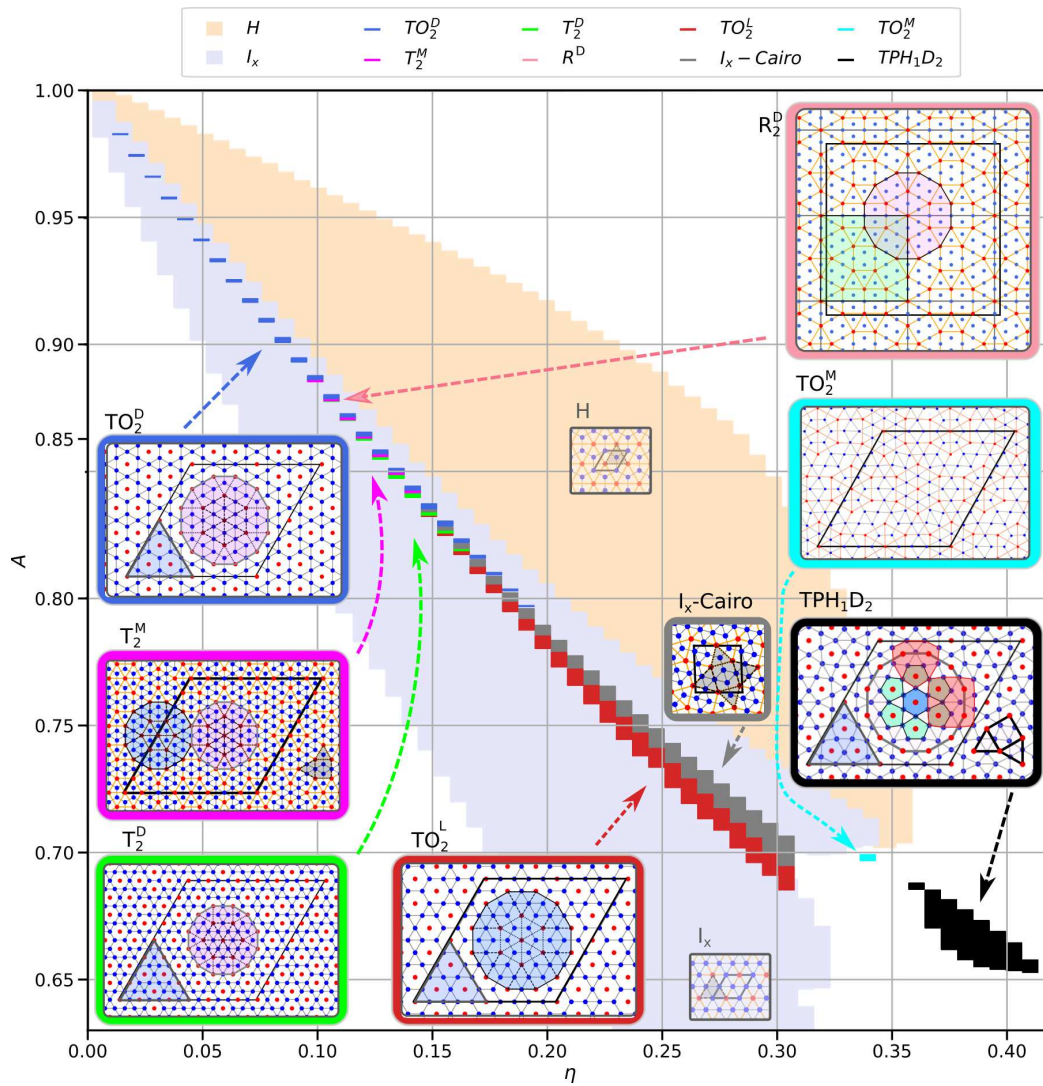 H TO₂ᴰ T₂ᴰ TO₂ᴸ TO₂ᴹ
Iₓ T₂ᴹ Rᴰ Iₓ − Cairo TPH₁D₂
1.00
R₂ᴰ
0.95
0.90
TO₂ᴹ
H
0.85
TO₂ᴰ
A
0.80
Iₓ-Cairo
TPH₁D₂
T₂ᴹ
0.75
T₂ᴰ
TO₂ᴸ
0.70
Iₓ
0.65
0.00 0.05 0.10 0.15 0.20 0.25 0.30 0.35 0.40
η